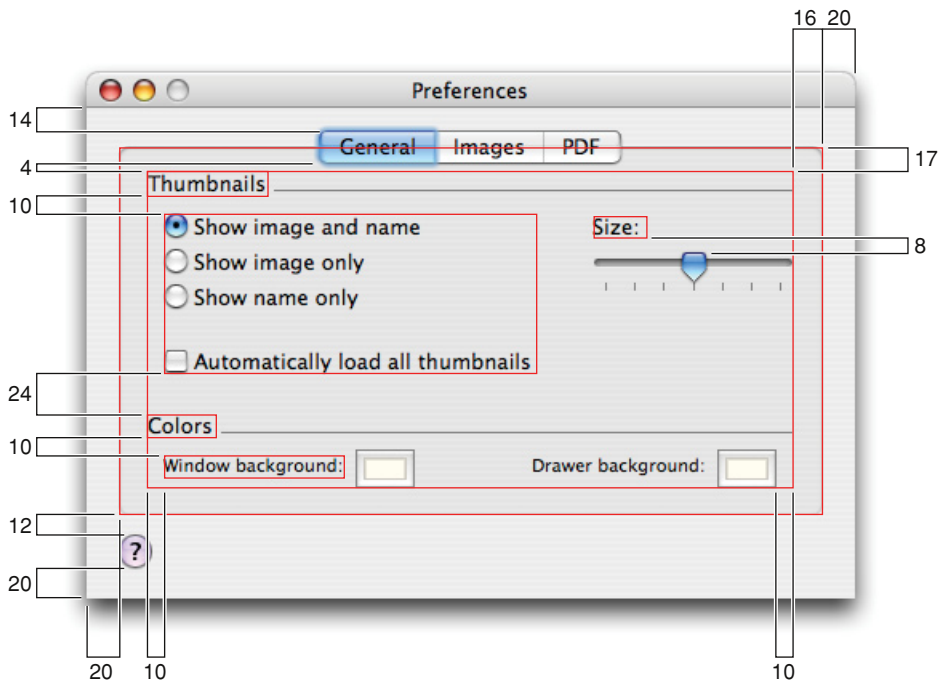 16 20
Preferences
14
General Images PDF
17
4
Thumbnails
10
Show image and name
Size:
8
Show image only
Show name only
Automatically load all thumbnails
24
Colors
10
Window background:
Drawer background:
12
?
20
20 10 10